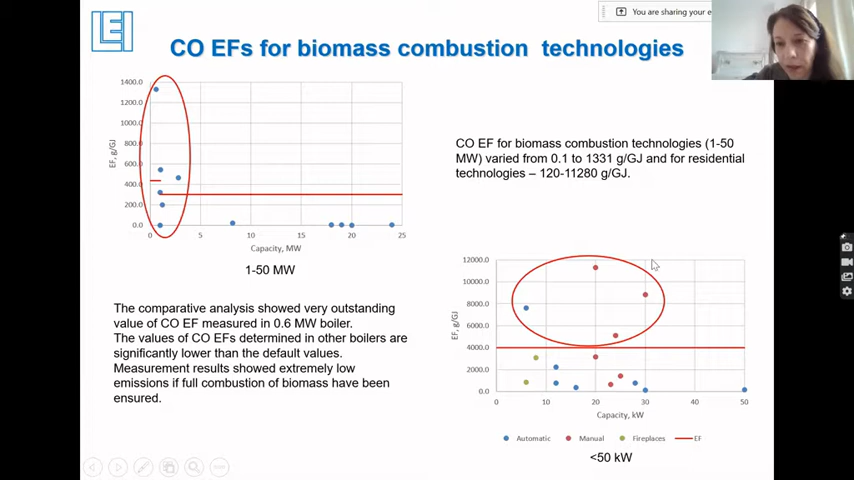 You are sharing your e
LEI
CO EFs for biomass combustion technologies
1400.0
1200.0
1000.0
800.0
600.0
400.0
200.0
0.0
EF, g/GJ
0 5 10 15 20 25
Capacity, MW
1-50 MW
CO EF for biomass combustion technologies (1-50
MW) varied from 0.1 to 1331 g/GJ and for residential
technologies – 120-11280 g/GJ.
The comparative analysis showed very outstanding
value of CO EF measured in 0.6 MW boiler.
The values of CO EFs determined in other boilers are
significantly lower than the default values.
Measurement results showed extremely low
emissions if full combustion of biomass have been
ensured.
12000.0
10000.0
8000.0
6000.0
4000.0
2000.0
0.0
EF, g/GJ
0 10 20 30 40 50
Capacity, kW
Automatic Manual Fireplaces EF
<50 kW